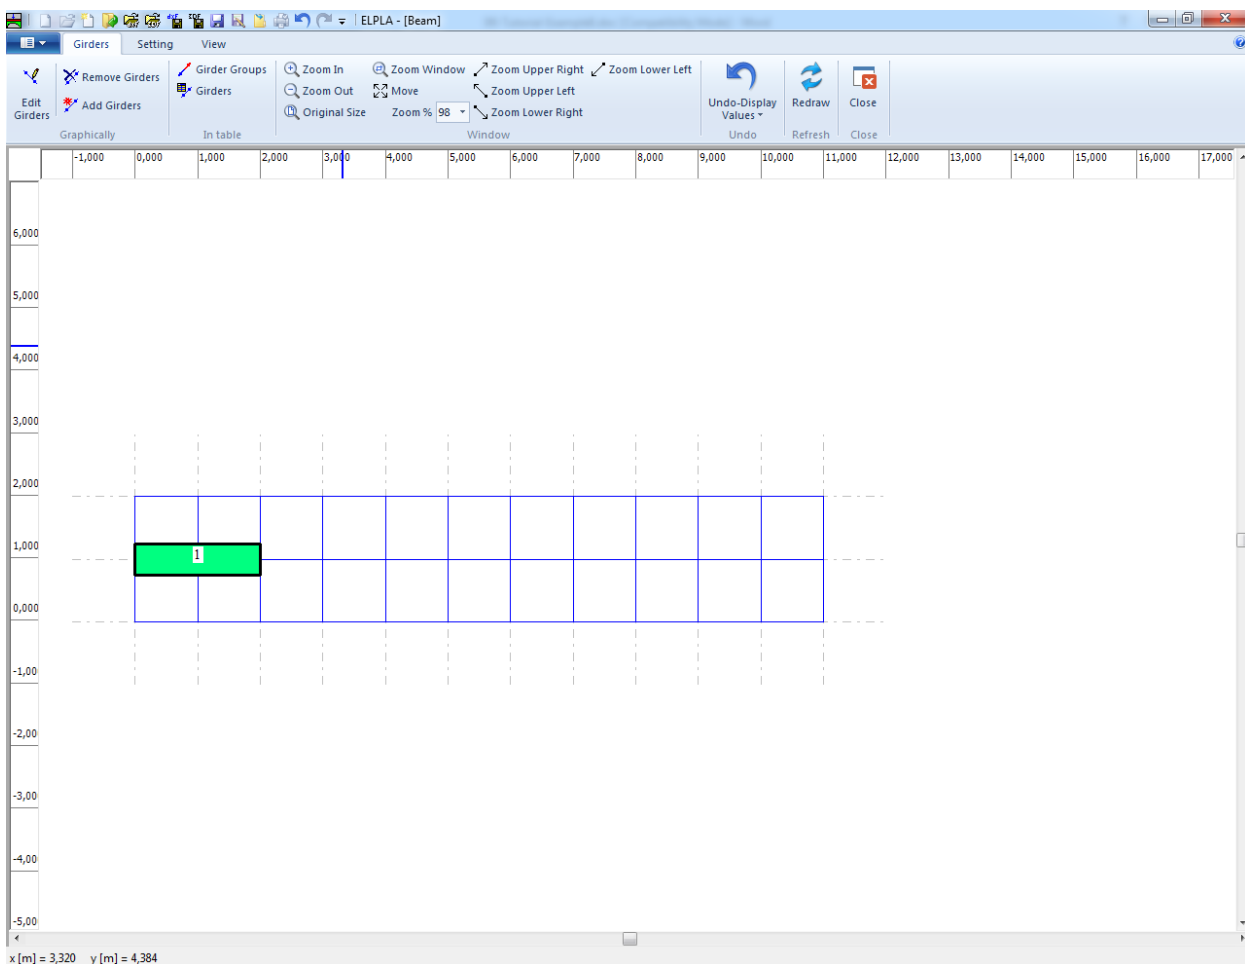 ELPLA - [Beam]
Girders Setting View
Edit Girders
Remove Girders
Add Girders
Graphically
Girder Groups
Girders
In table
Zoom In Zoom Window Zoom Upper Right Zoom Lower Left
Zoom Out Move Zoom Upper Left
Original Size Zoom % 98 Zoom Lower Right
Window
Undo-Display Values
Undo
Redraw
Refresh
Close
Close
-1,000 0,000 1,000 2,000 3,000 4,000 5,000 6,000 7,000 8,000 9,000 10,000 11,000 12,000 13,000 14,000 15,000 16,000 17,000
6,000
5,000
4,000
3,000
2,000
1,000
0,000
-1,00
-2,00
-3,00
-4,00
-5,00
1
x [m] = 3,320 y [m] = 4,384